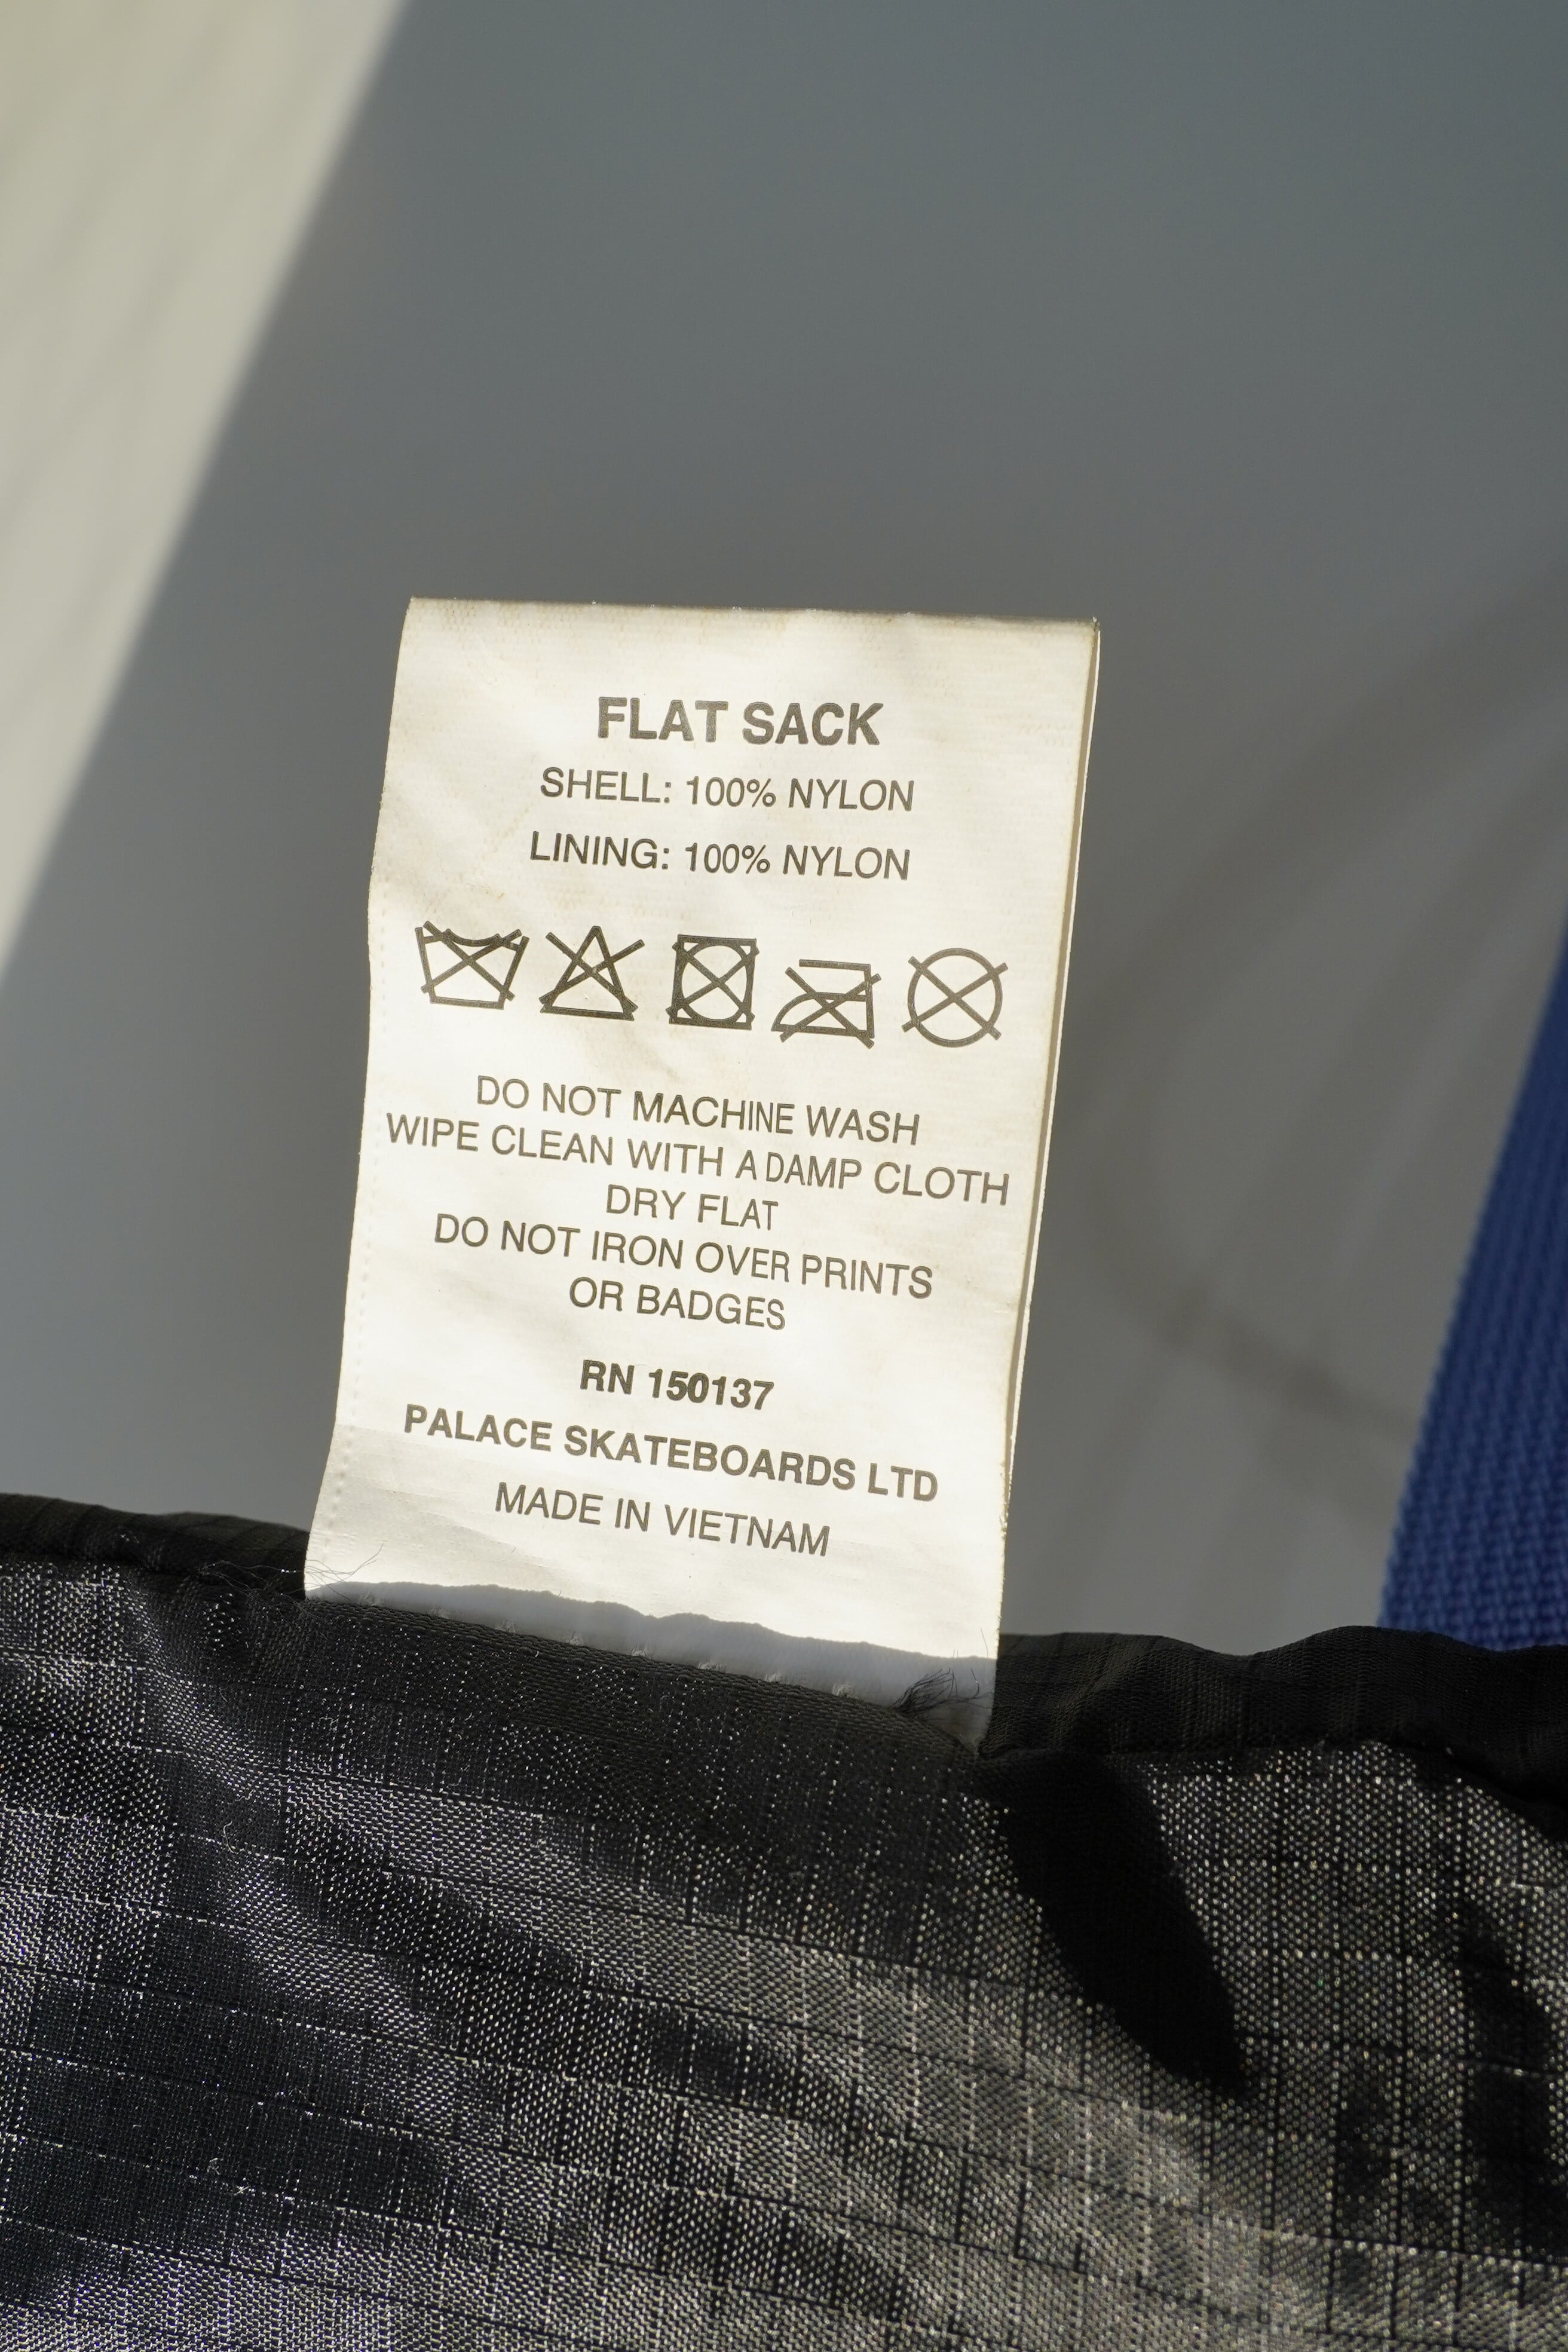 FLAT SACK
SHELL: 100% NYLON
LINING: 100% NYLON
DO NOT MACHINE WASH
WIPE CLEAN WITH A DAMP CLOTH
DRY FLAT
DO NOT IRON OVER PRINTS
OR BADGES
RN 150137
PALACE SKATEBOARDS LTD
MADE IN VIETNAM